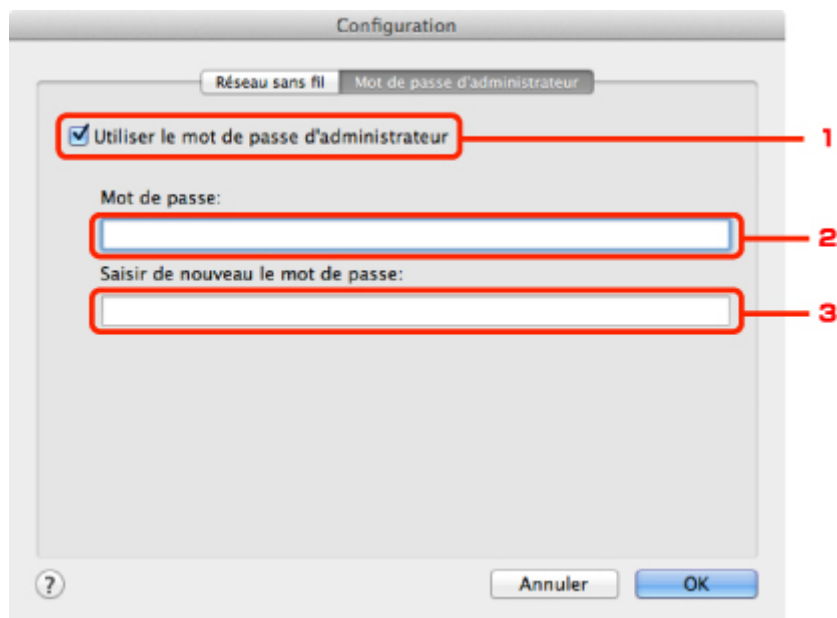 Configuration
Réseau sans fil Mot de passe d'administrateur
Utiliser le mot de passe d'administrateur 1
Mot de passe:
2
Saisir de nouveau le mot de passe:
3
? Annuler OK